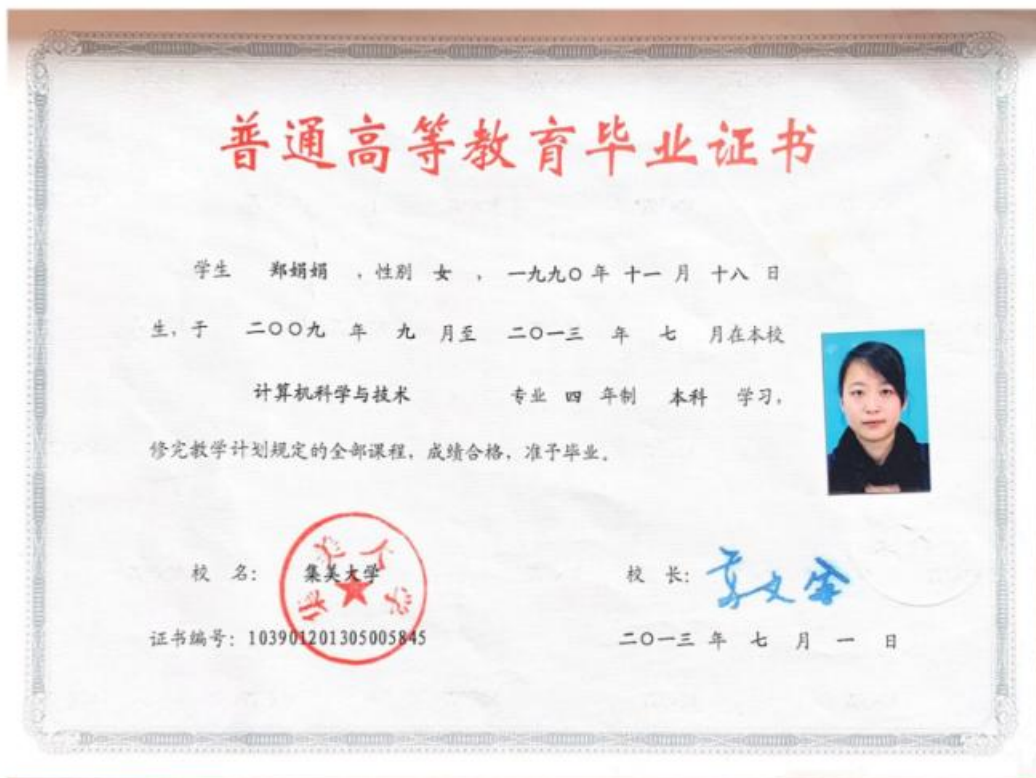 普通高等教育毕业证书
学生 郑娟娟 ，性别 女 ， 一九九〇 年 十一 月 十八 日
生，于 二〇〇九 年 九 月至 二〇一三 年 七 月在本校
计算机科学与技术 专业 四 年制 本科 学习，
修完教学计划规定的全部课程，成绩合格，准予毕业。
校 名： 集美大学 校 长：
证书编号：103901201305005845 二〇一三 年 七 月 一 日